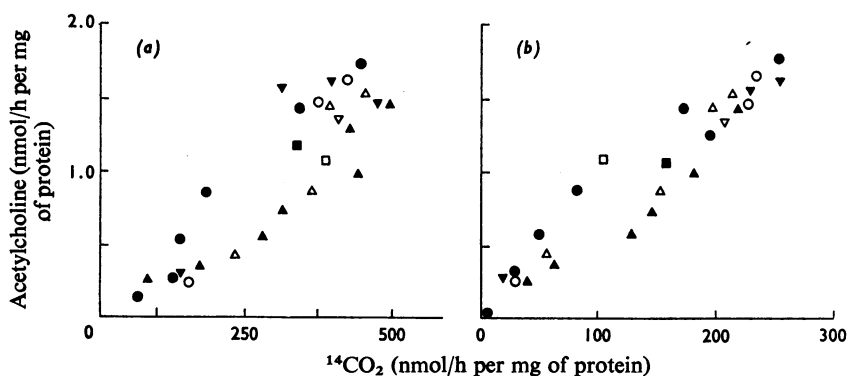 2.0
(a)
(b)
1.0
0
Acetylcholine (nmol/h per mg
of protein)
0
250
500
0
100
200
300
¹⁴CO₂ (nmol/h per mg of protein)